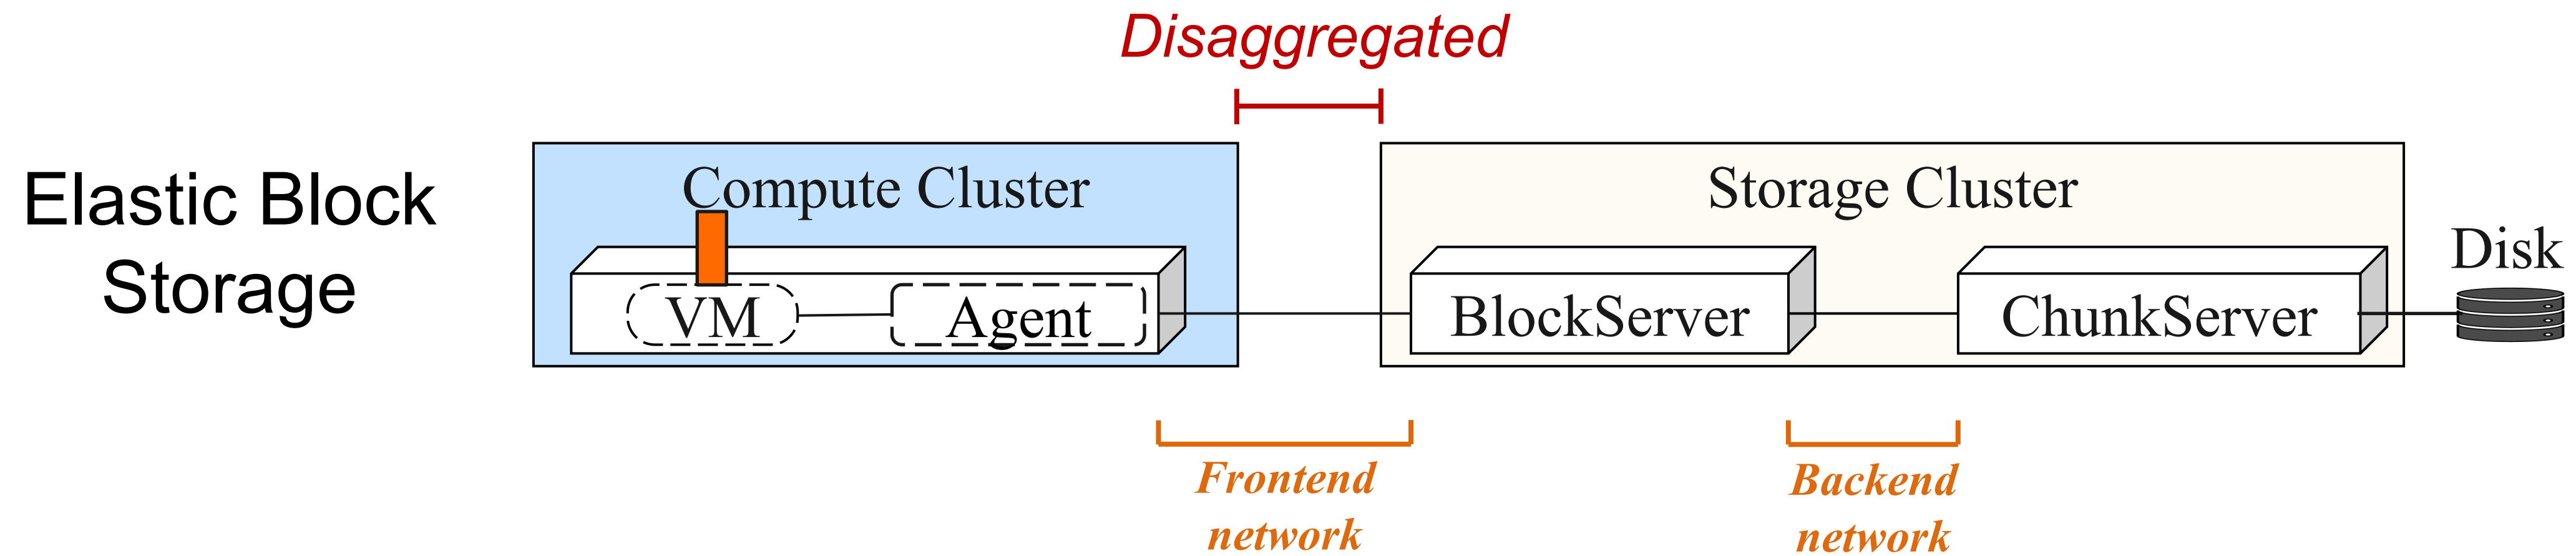 Disaggregated
Elastic Block
Storage
Compute Cluster
VM
Agent
Storage Cluster
BlockServer
ChunkServer
Disk
Frontend
network
Backend
network